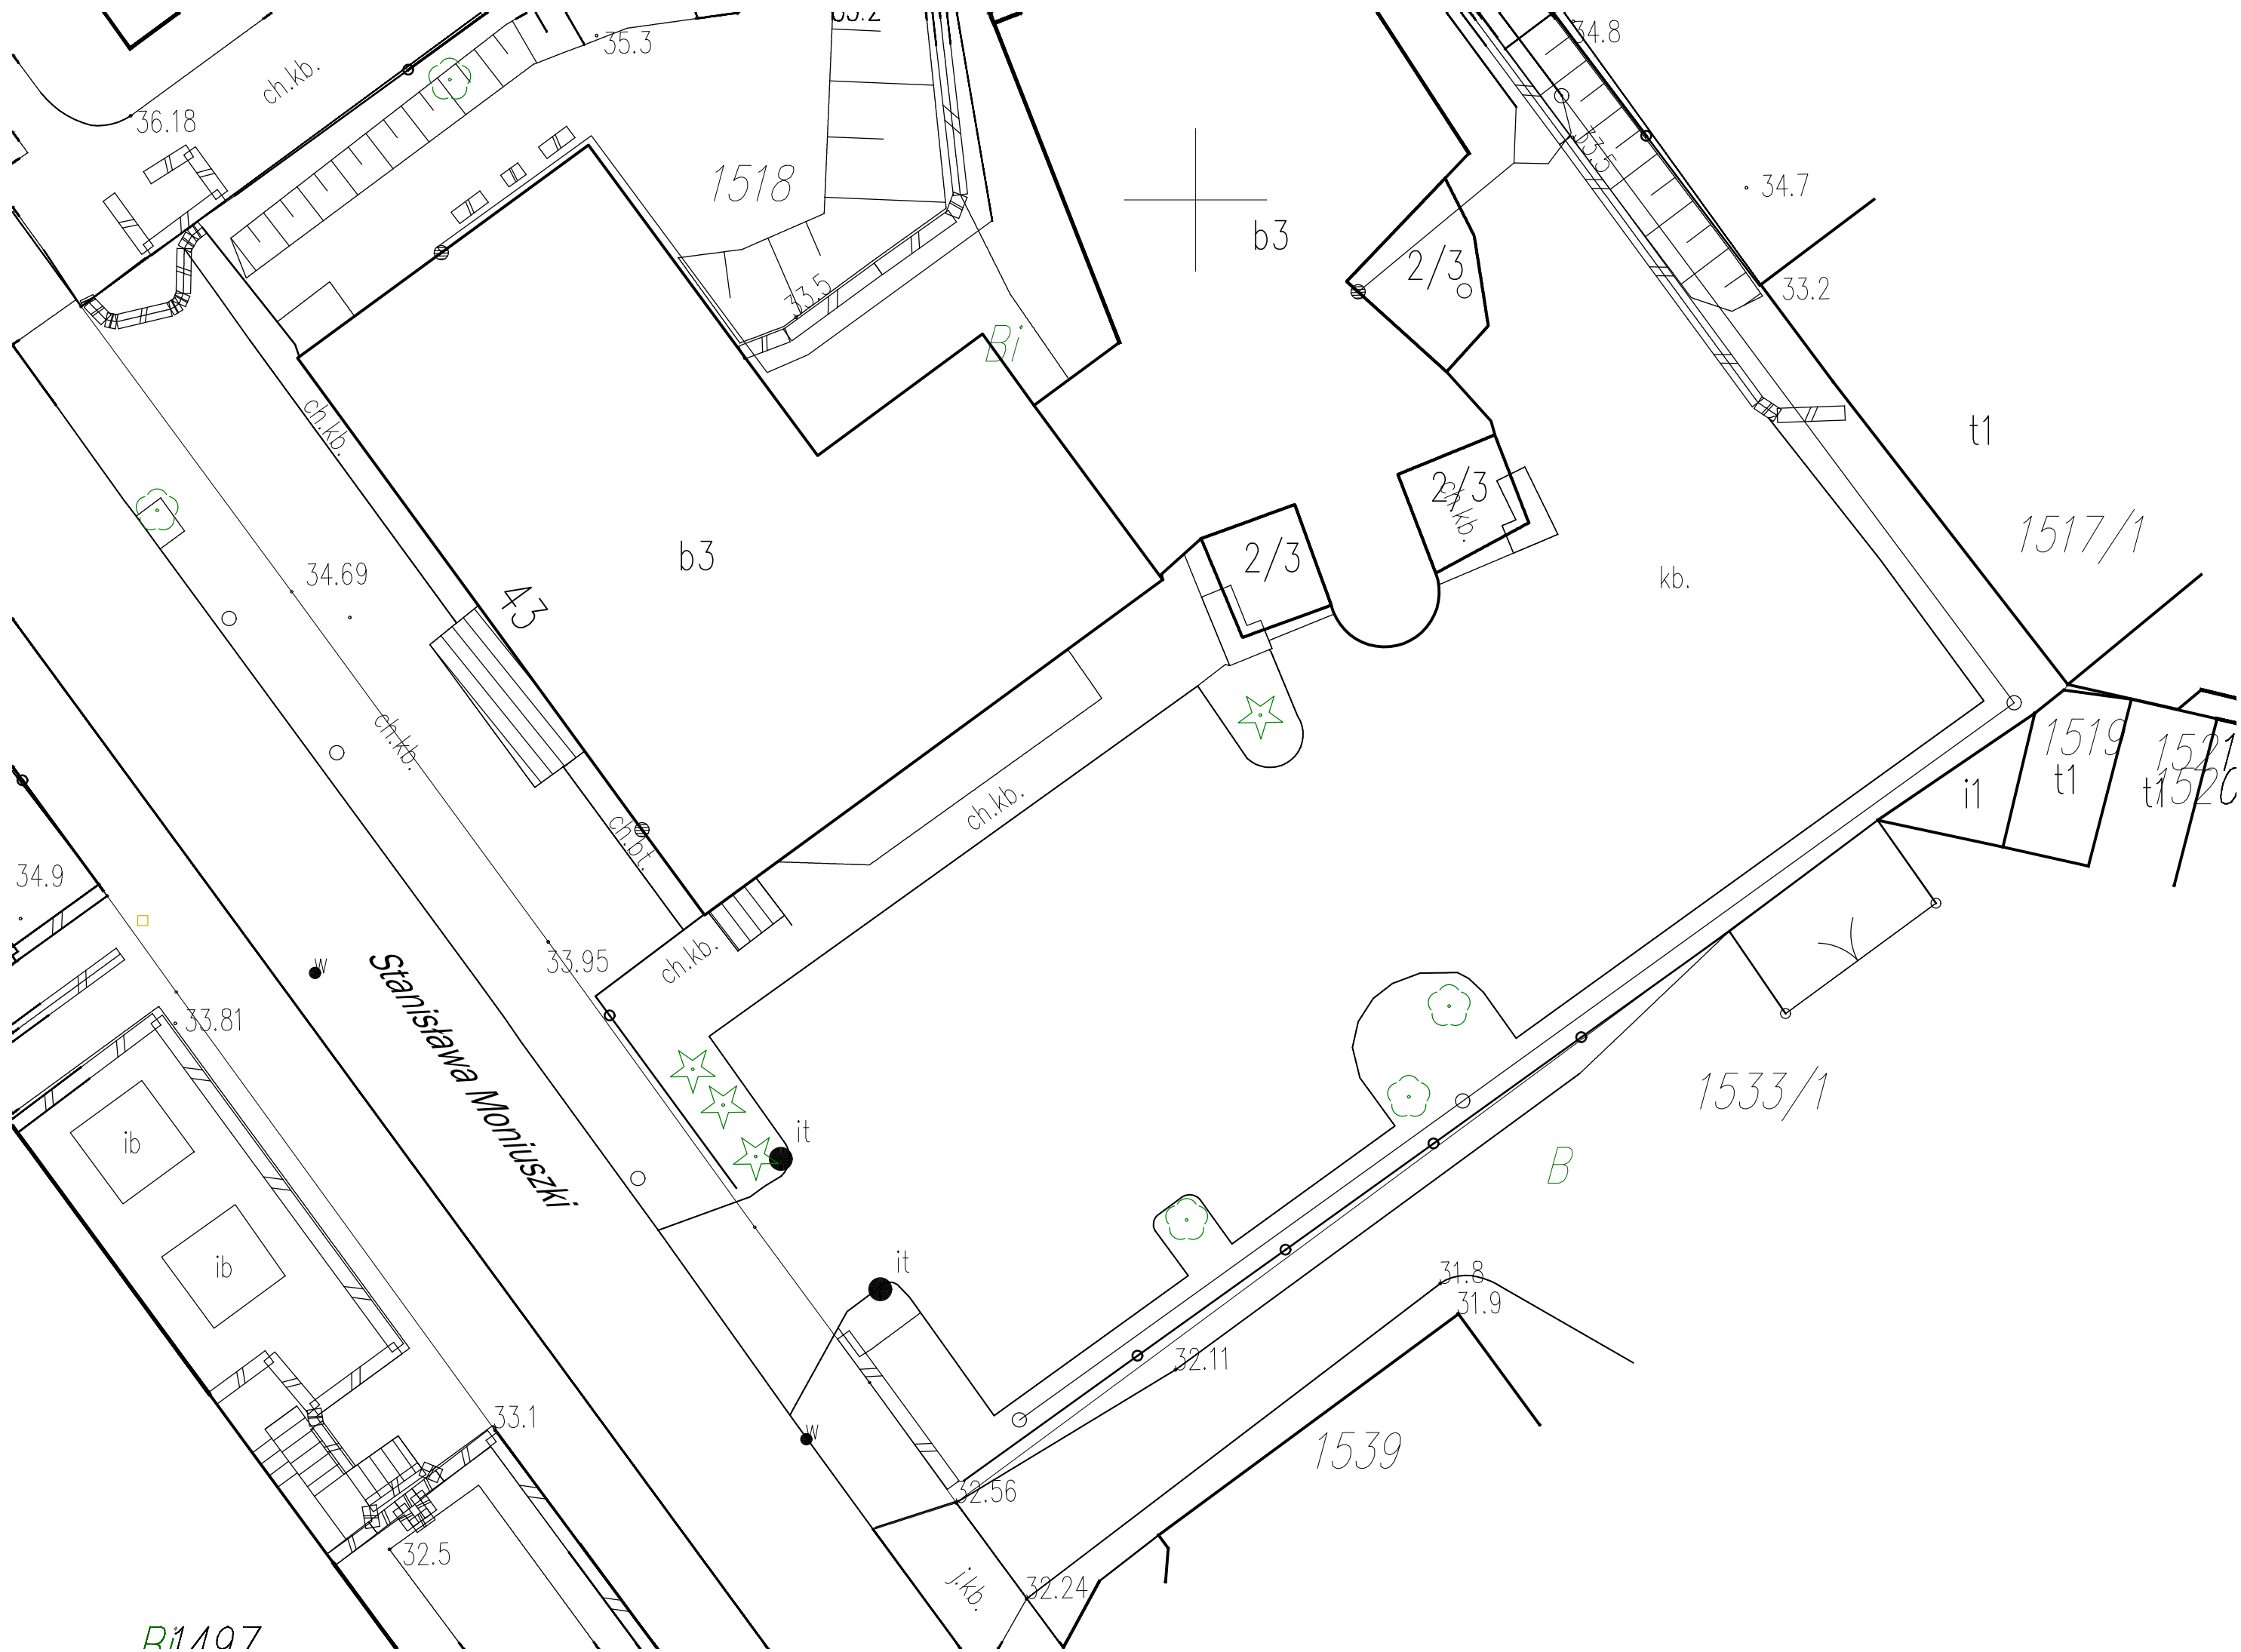 35.3
34.8
ch.kb.
36.18
1518
33.5
34.7
b3
2/3
33.2
33.5
Bi
ch.kb.
t1
2/3
ch.kb.
1517/1
b3
2/3
kb.
34.69
43
ch.kb.
1519
1521
t1
i1
t1
1520
ch.kb.
ch.bt.
34.9
ch.kb.
33.95
w
Stanisława Moniuszki
33.81
1533/1
it
ib
B
it
ib
31.8
31.9
32.11
33.1
w
1539
32.56
32.5
j.kb.
32.24
Bi
1497